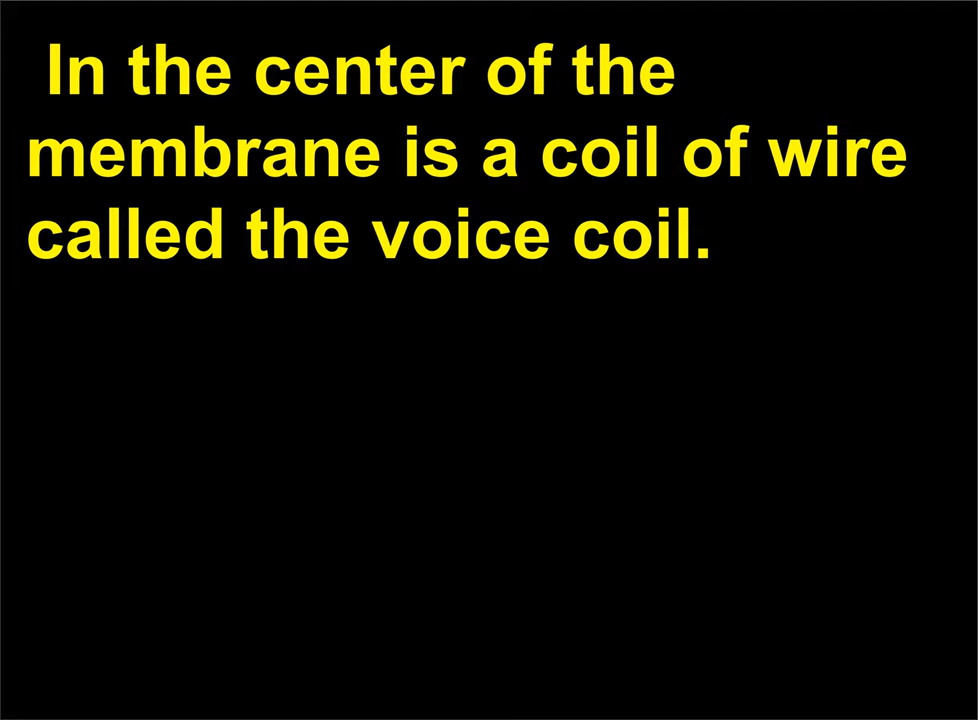 In the center of the
membrane is a coil of wire
called the voice coil.